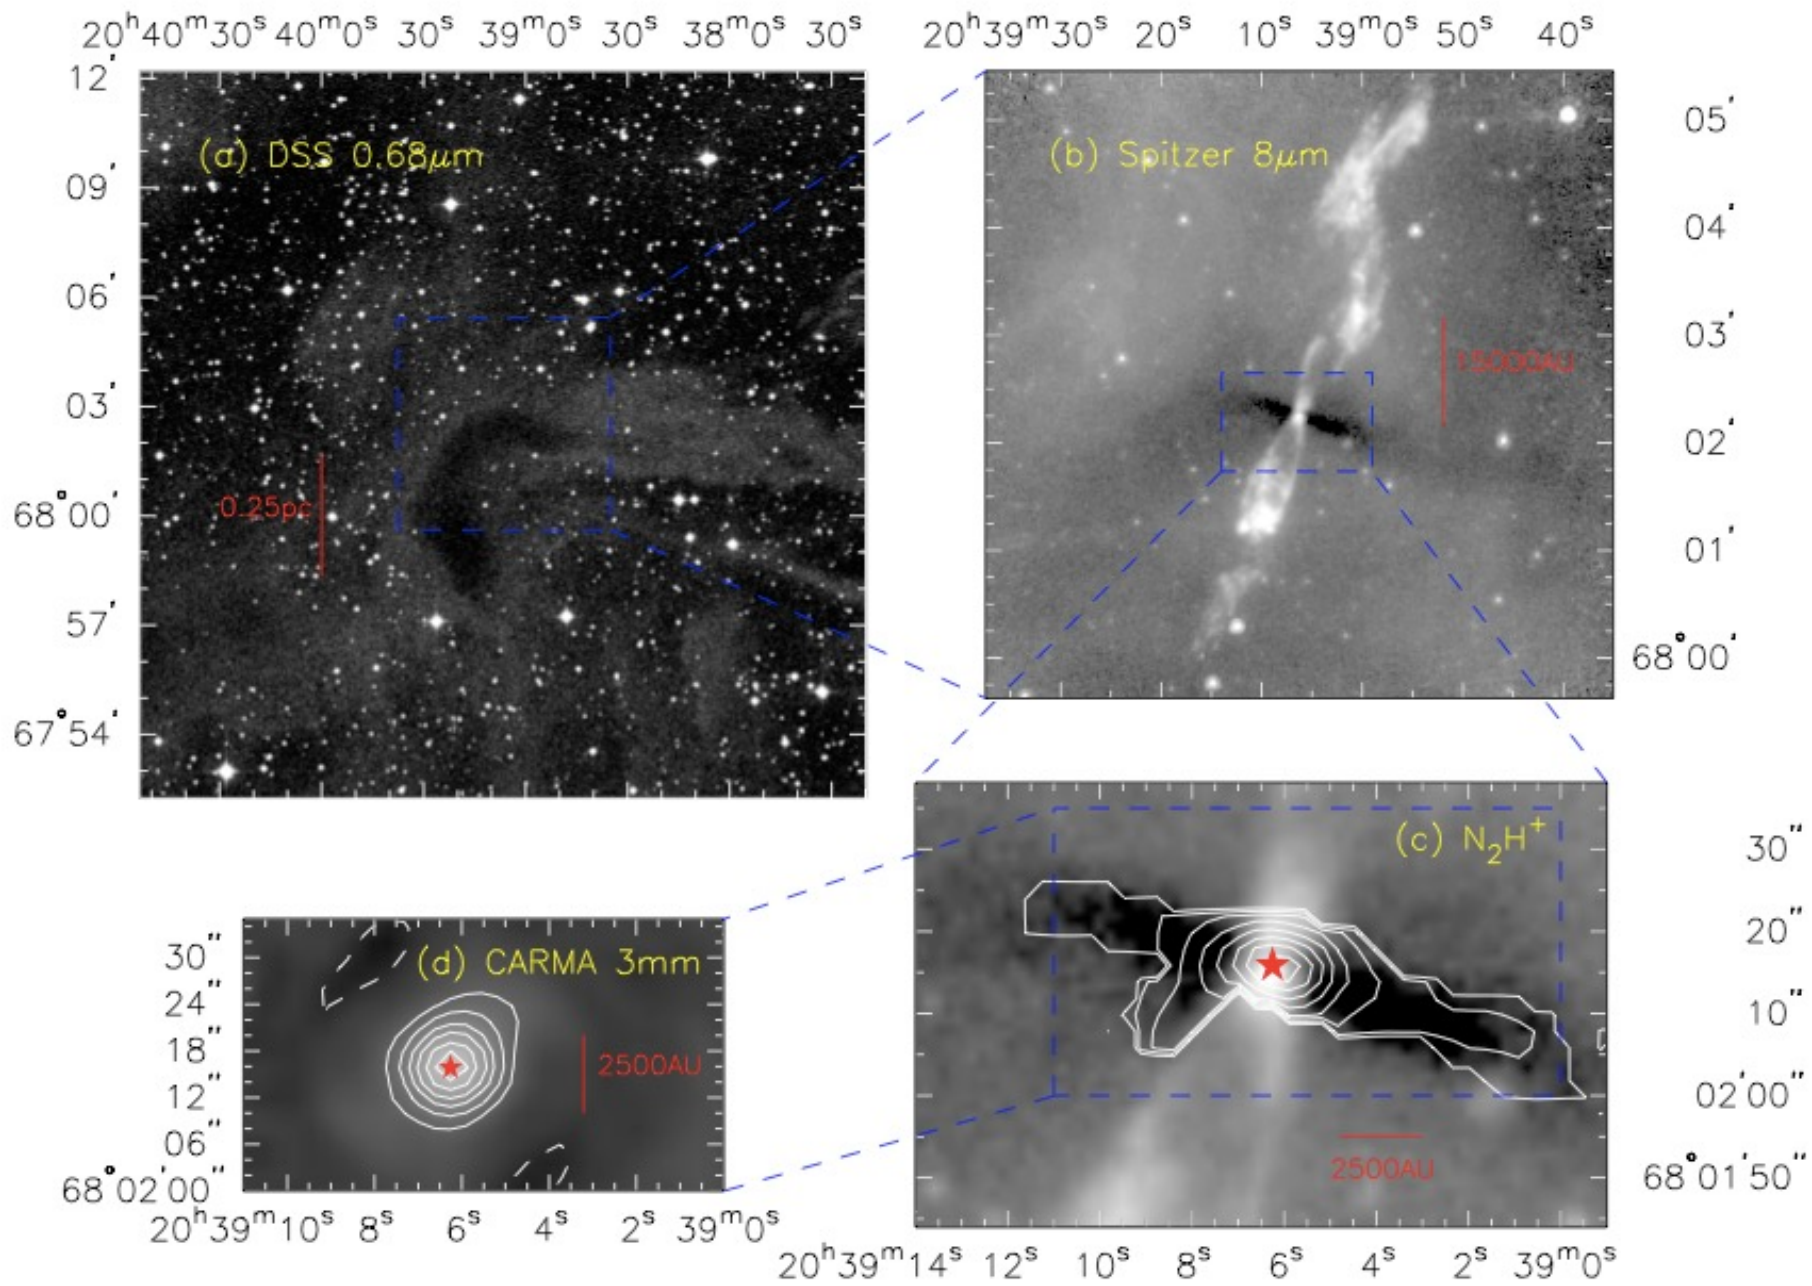 20ʰ40ᵐ30ˢ 40ᵐ0ˢ 30ˢ 39ᵐ0ˢ 30ˢ 38ᵐ0ˢ 30ˢ
12′
09′
06′
03′
68°00′
57′
67°54′
(a) DSS 0.68μm
0.25pc
20ʰ39ᵐ30ˢ 20ˢ 10ˢ 39ᵐ0ˢ 50ˢ 40ˢ
(b) Spitzer 8μm
15000AU
05′
04′
03′
02′
01′
68°00′
(c) N₂H⁺
2500AU
30″
20″
10″
02′00″
68°01′50″
20ʰ39ᵐ14ˢ 12ˢ 10ˢ 8ˢ 6ˢ 4ˢ 2ˢ 39ᵐ0ˢ
(d) CARMA 3mm
2500AU
30″
24″
18″
12″
06″
68°02′00″
20ʰ39ᵐ10ˢ 8ˢ 6ˢ 4ˢ 2ˢ 39ᵐ0ˢ